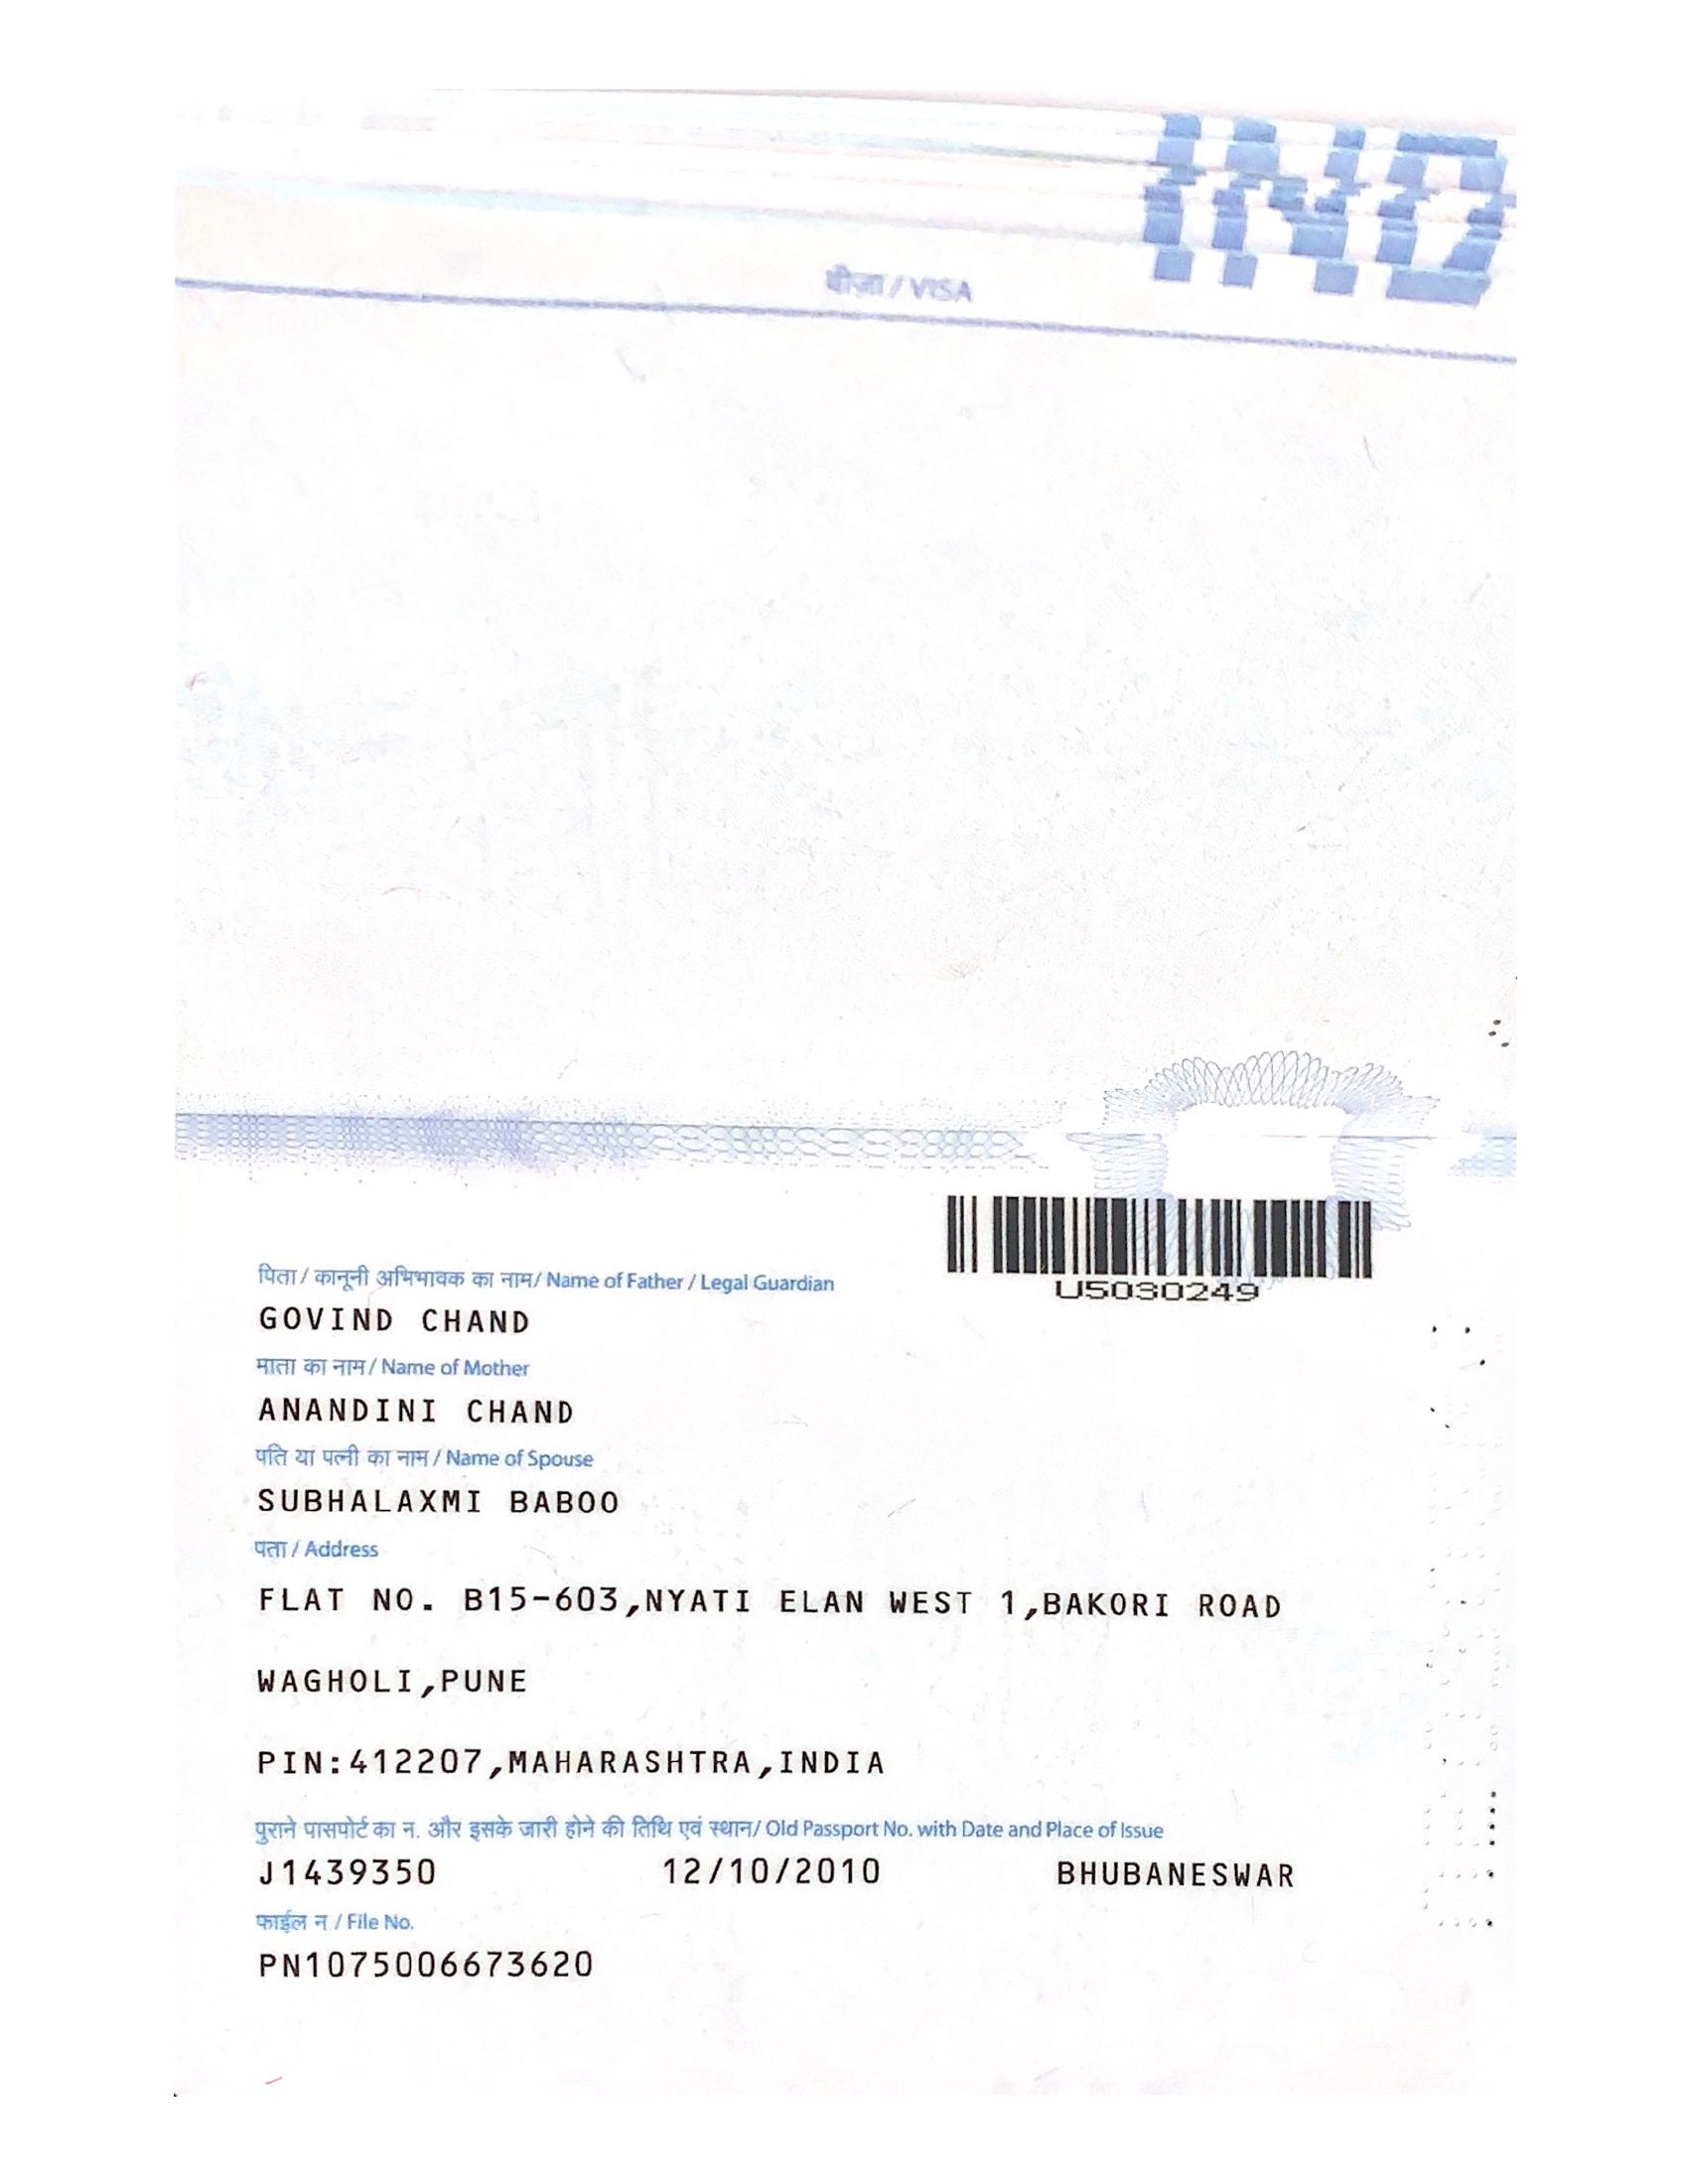 IND
वीज़ा / VISA
U5030249
पिता / कानूनी अभिभावक का नाम/ Name of Father / Legal Guardian
GOVIND CHAND
माता का नाम / Name of Mother
ANANDINI CHAND
पति या पत्नी का नाम / Name of Spouse
SUBHALAXMI BABOO
पता / Address
FLAT NO. B15-603,NYATI ELAN WEST 1,BAKORI ROAD
WAGHOLI,PUNE
PIN:412207,MAHARASHTRA,INDIA
पुराने पासपोर्ट का न. और इसके जारी होने की तिथि एवं स्थान/ Old Passport No. with Date and Place of Issue
J1439350 12/10/2010 BHUBANESWAR
फाईल न / File No.
PN1075006673620